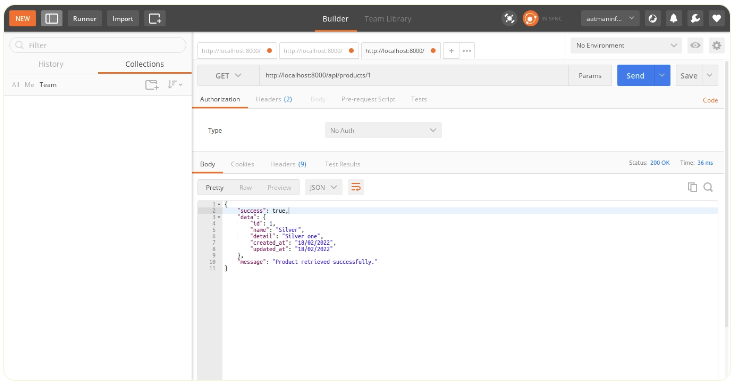 NEW Runner Import Builder Team Library IN SYNC aatmaninf...
Filter
http://localhost:8000/ http://localhost:8000/ http://localhost:8000/ + ••• No Environment
History Collections
All Me Team
GET http://localhost:8000/api/products/1 Params Send Save
Authorization Headers (2) Body Pre-request Script Tests Code
Type No Auth
Body Cookies Headers (9) Test Results Status: 200 OK Time: 36 ms
Pretty Raw Preview JSON
1 {
2 "success": true,
3 "data": {
4 "id": 1,
5 "name": "Silver",
6 "detail": "Silver one",
7 "created_at": "18/02/2022",
8 "updated_at": "18/02/2022"
9 },
10 "message": "Product retrieved successfully."
11 }